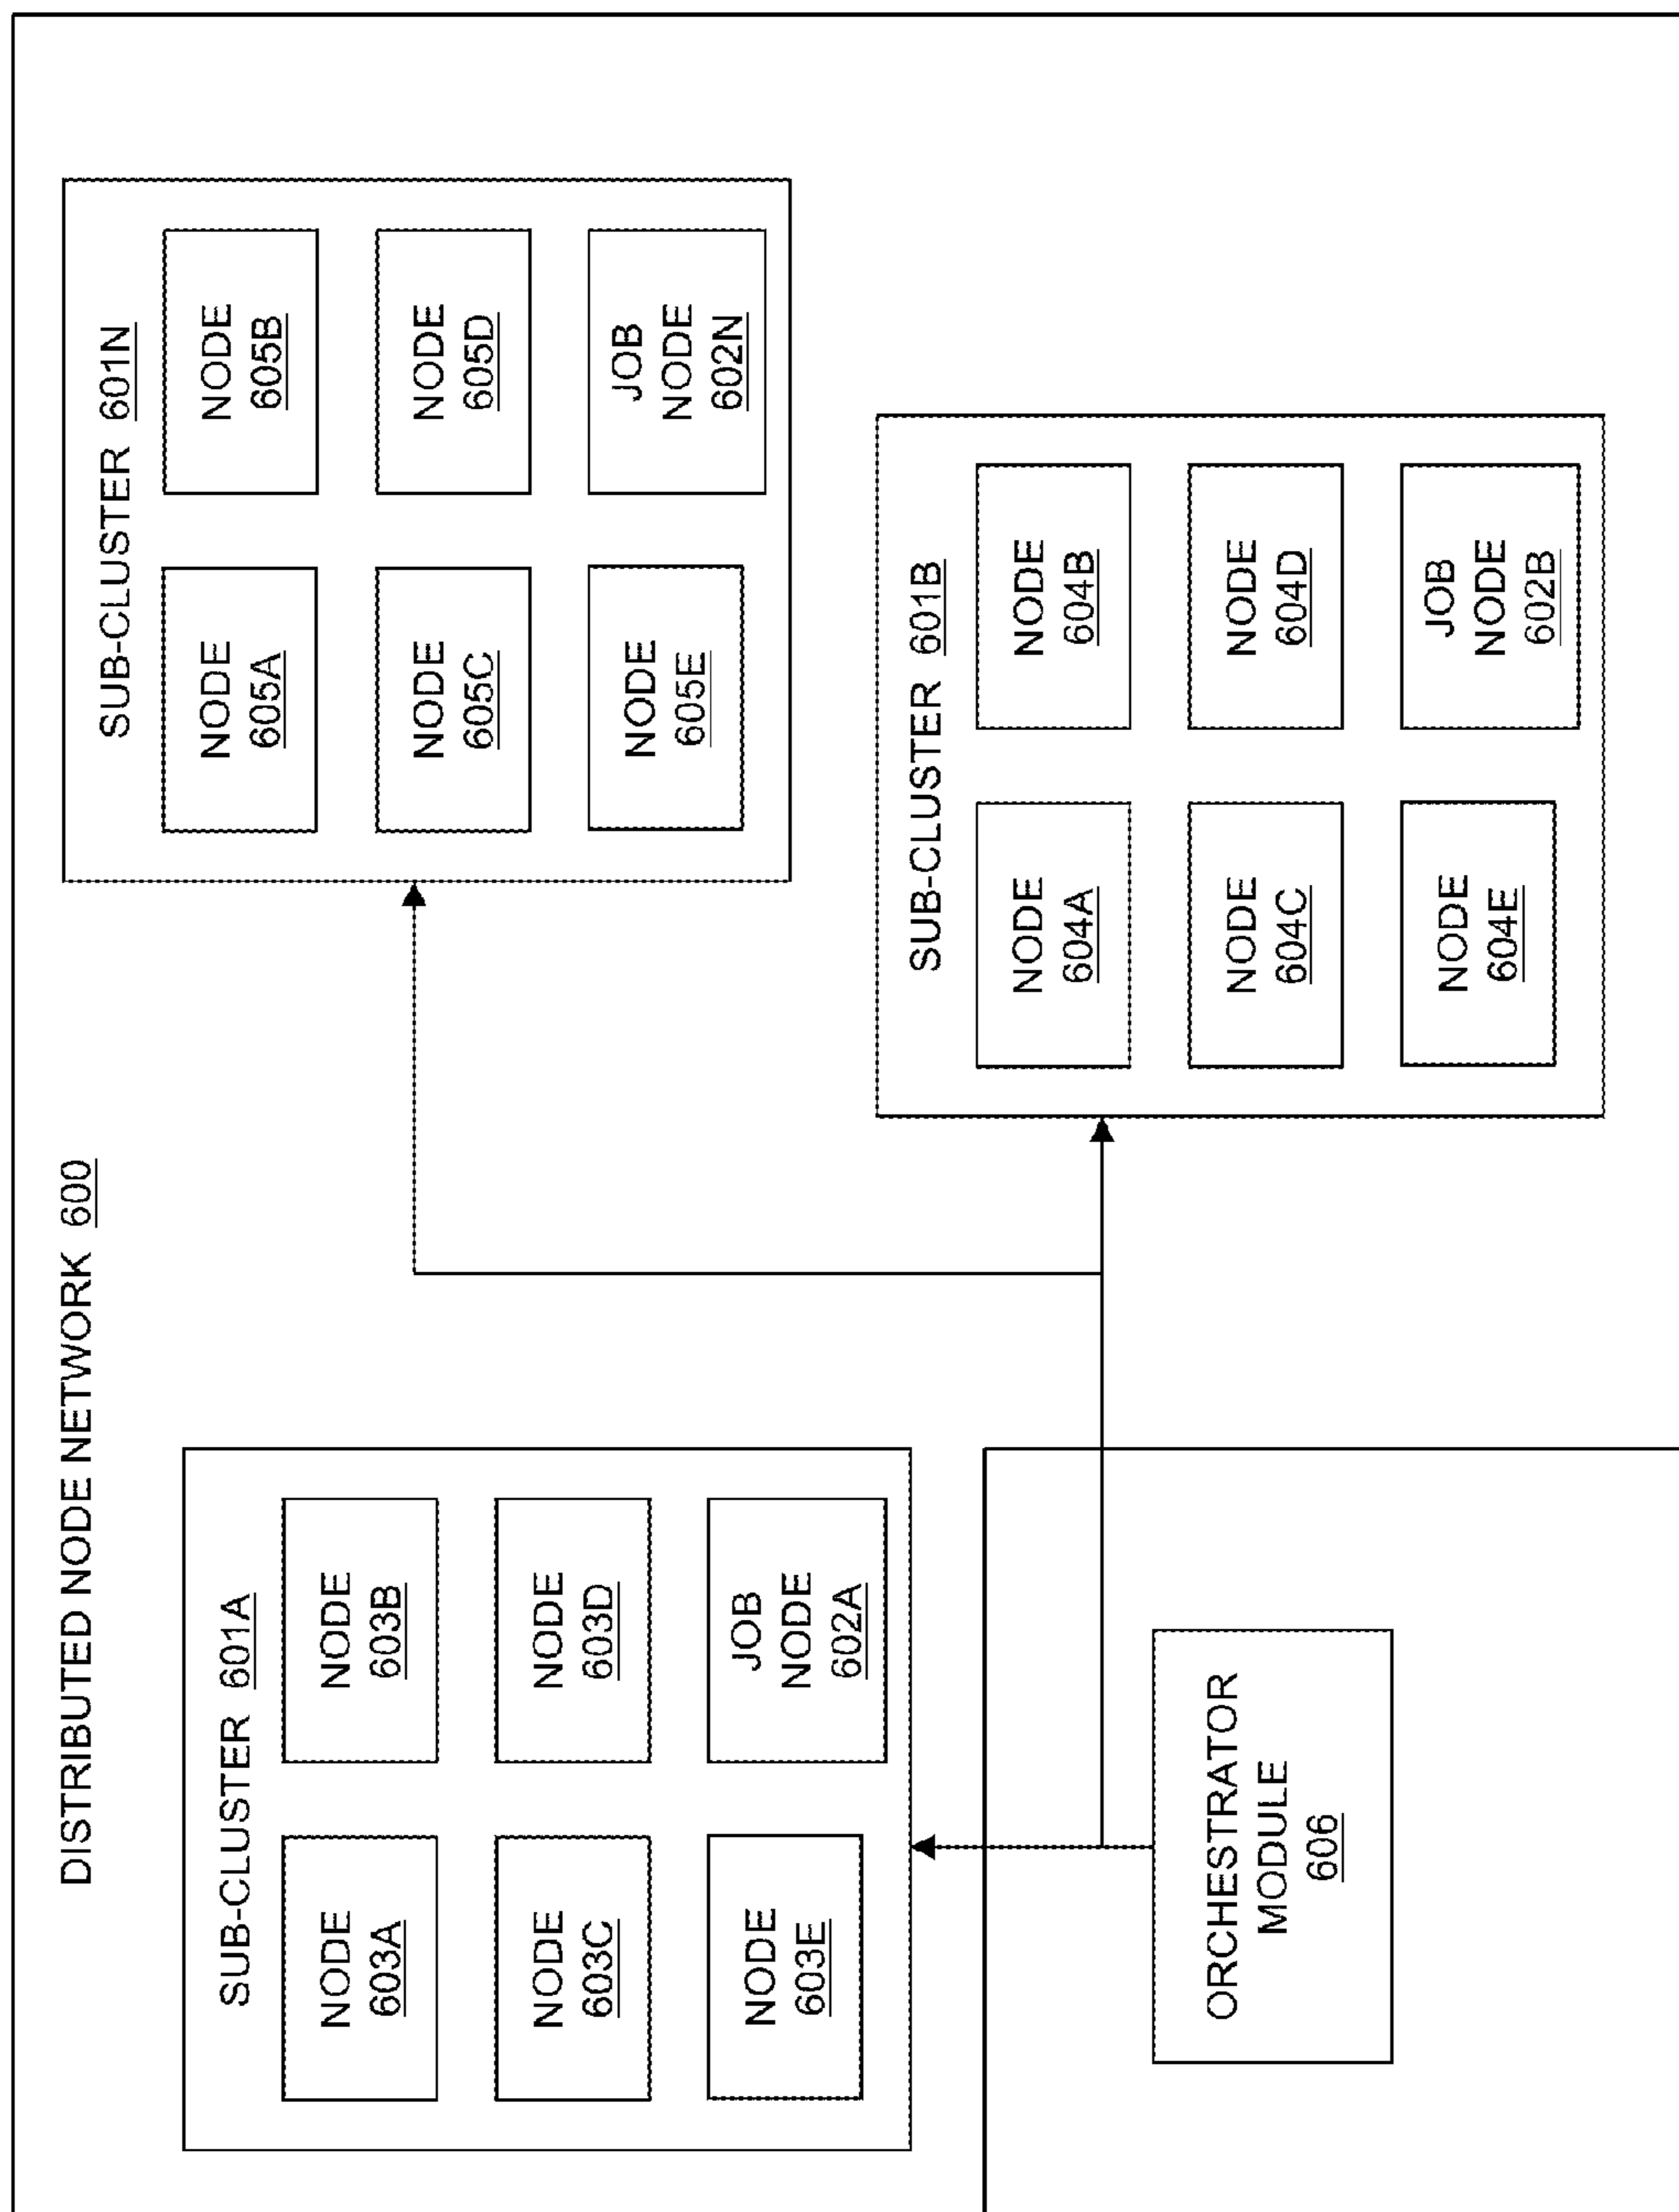 DISTRIBUTED NODE NETWORK 600
SUB-CLUSTER 601A
NODE
603A
NODE
603B
NODE
603C
NODE
603D
NODE
603E
JOB
NODE
602A
SUB-CLUSTER 601N
NODE
605A
NODE
605B
NODE
605C
NODE
605D
NODE
605E
JOB
NODE
602N
SUB-CLUSTER 601B
NODE
604A
NODE
604B
NODE
604C
NODE
604D
NODE
604E
JOB
NODE
602B
ORCHESTRATOR
MODULE
606